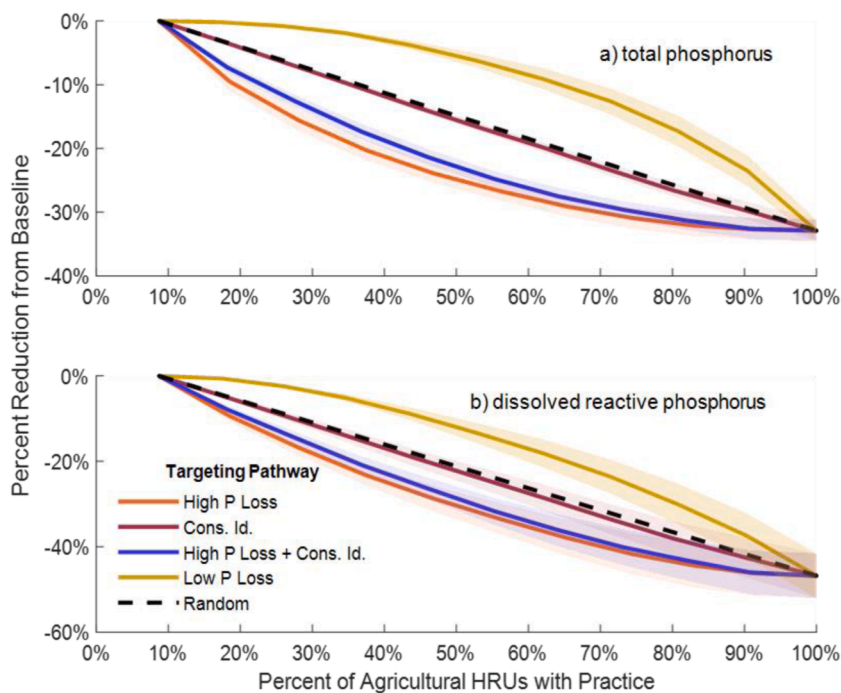 0%
a) total phosphorus
-10%
-20%
-30%
-40%
0% 10% 20% 30% 40% 50% 60% 70% 80% 90% 100%
Percent Reduction from Baseline
0%
b) dissolved reactive phosphorus
-20%
-40%
-60%
Targeting Pathway
High P Loss
Cons. Id.
High P Loss + Cons. Id.
Low P Loss
Random
0% 10% 20% 30% 40% 50% 60% 70% 80% 90% 100%
Percent of Agricultural HRUs with Practice